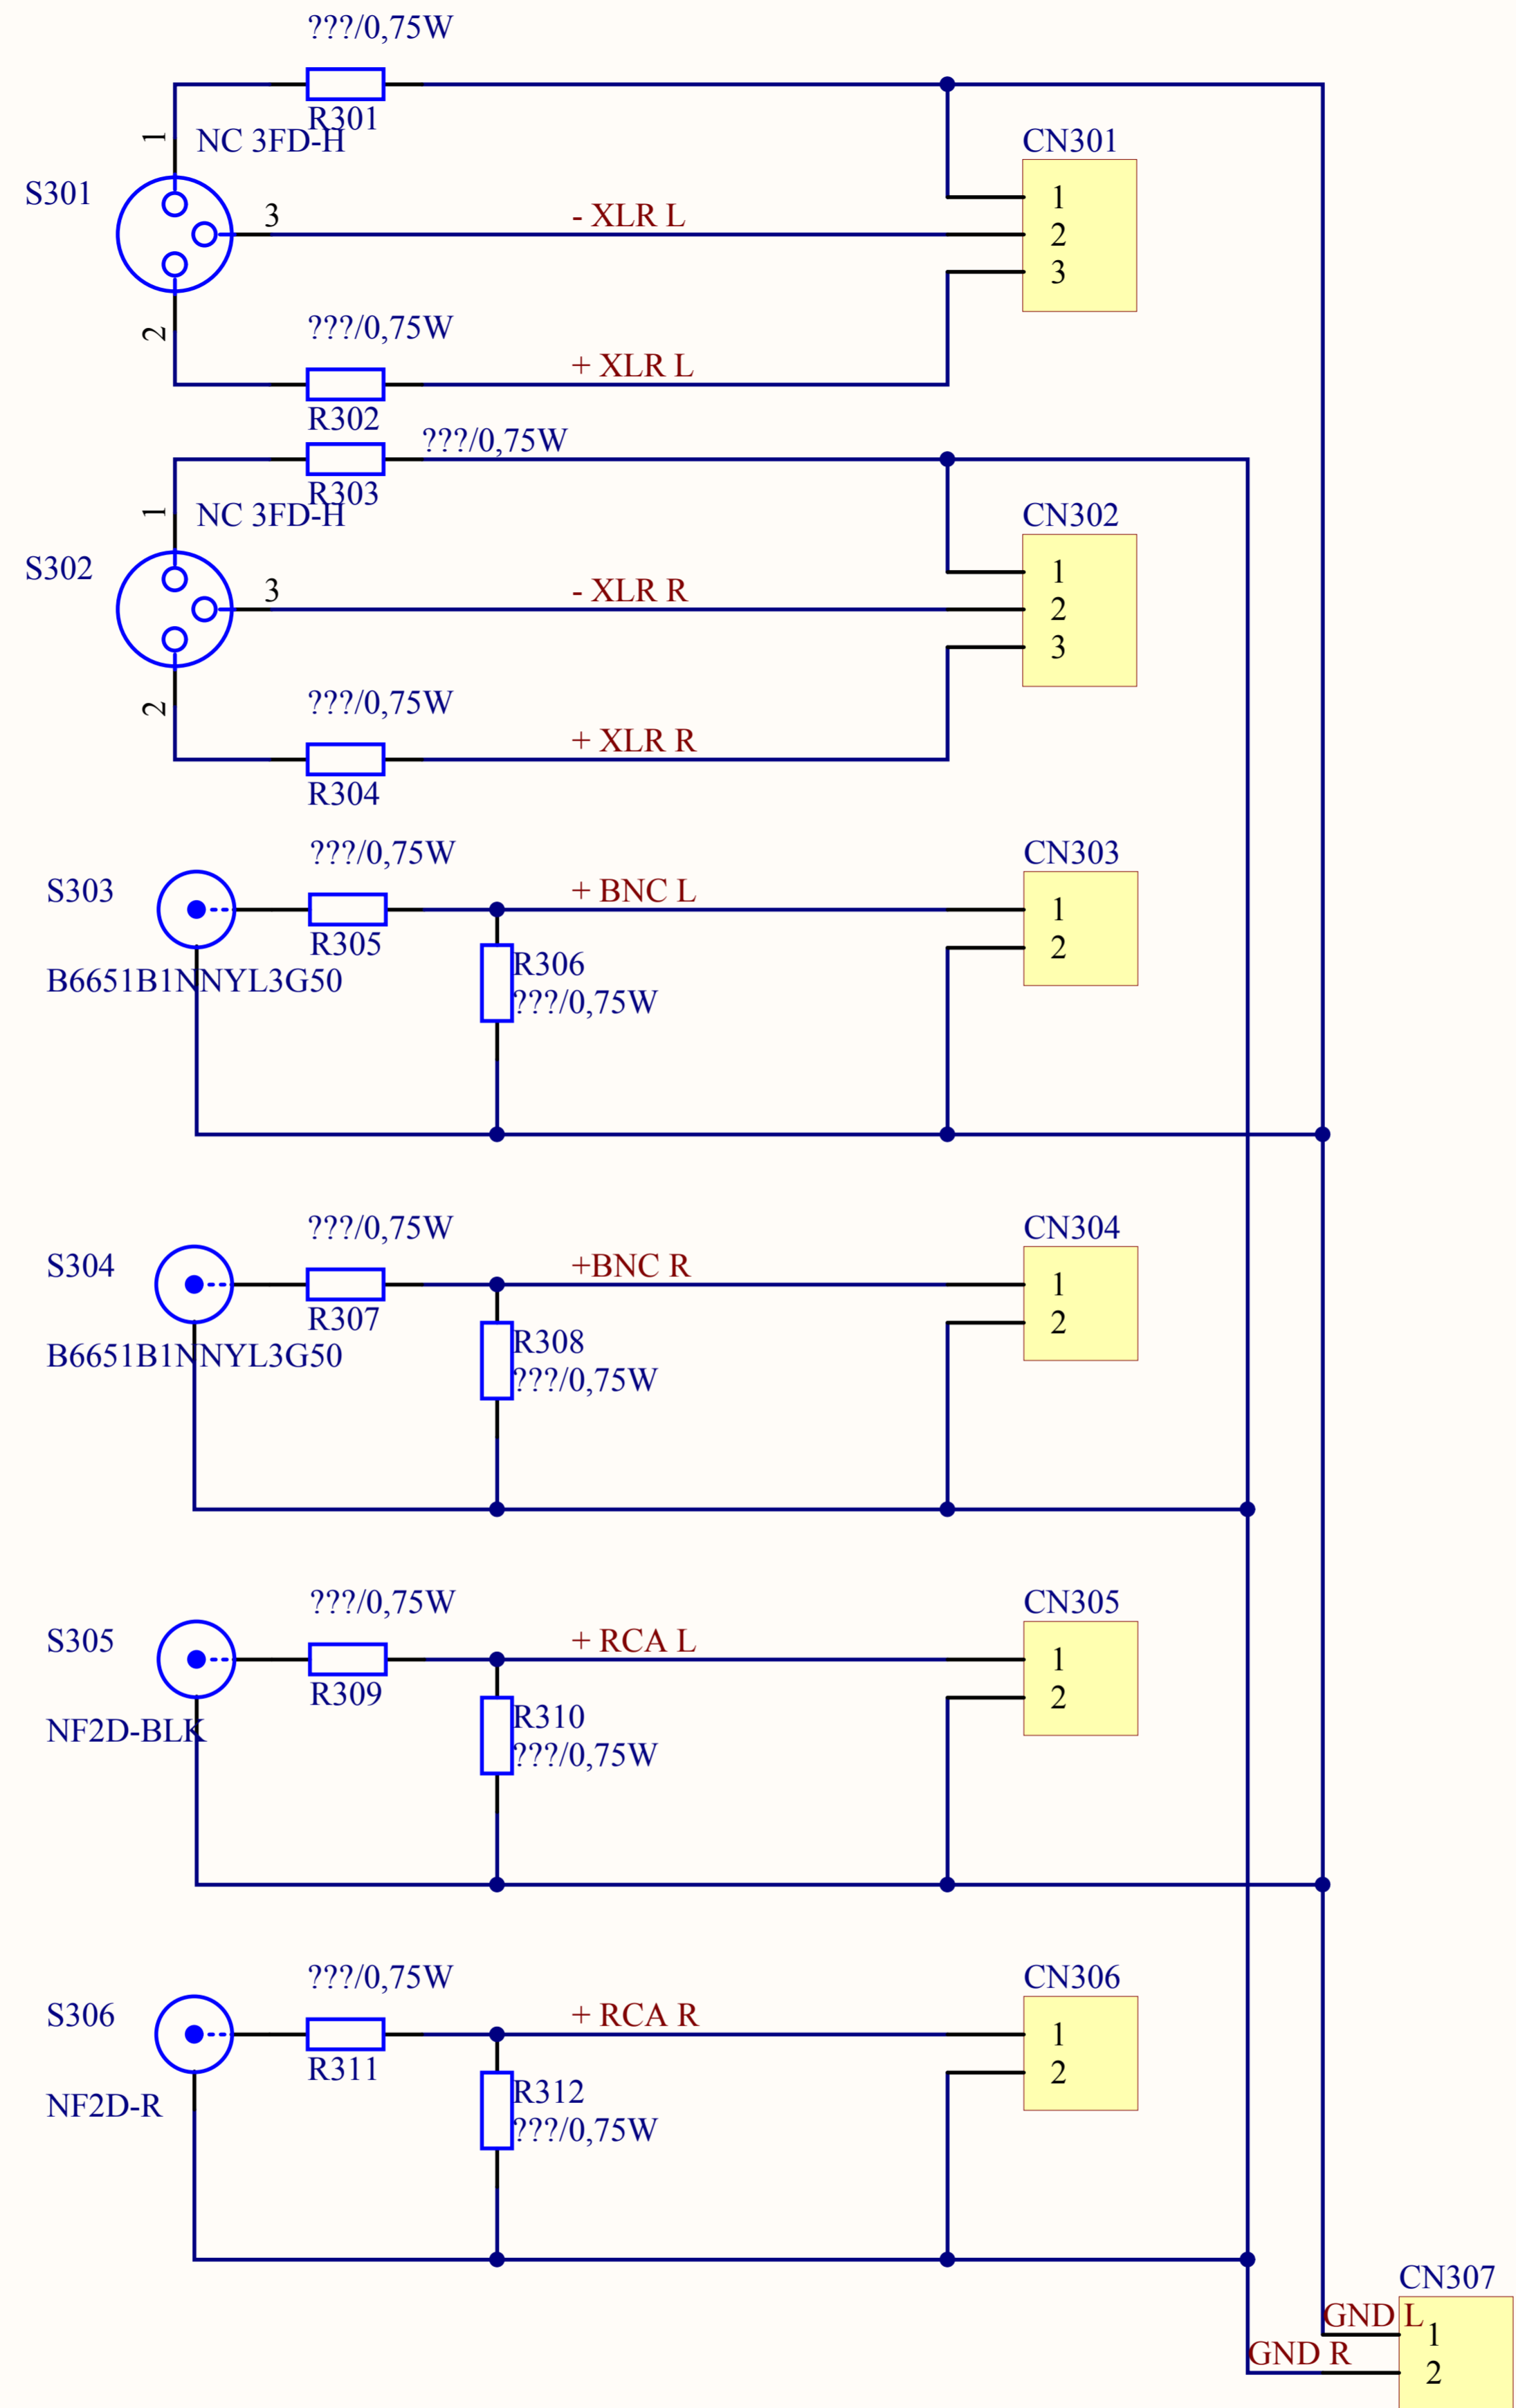 ???/0,75W
R301
1
NC 3FD-H
CN301
S301
3
- XLR L
1
2
3
2
???/0,75W
+ XLR L
R302
???/0,75W
R303
1
NC 3FD-H
CN302
S302
3
- XLR R
1
2
3
2
???/0,75W
+ XLR R
R304
???/0,75W
CN303
S303
+ BNC L
1
R305
2
B6651B1NNYL3G50
R306
???/0,75W
???/0,75W
CN304
S304
+BNC R
1
R307
2
B6651B1NNYL3G50
R308
???/0,75W
???/0,75W
CN305
S305
+ RCA L
1
R309
2
NF2D-BLK
R310
???/0,75W
???/0,75W
CN306
S306
+ RCA R
1
R311
2
NF2D-R
R312
???/0,75W
CN307
GND L
1
GND R
2